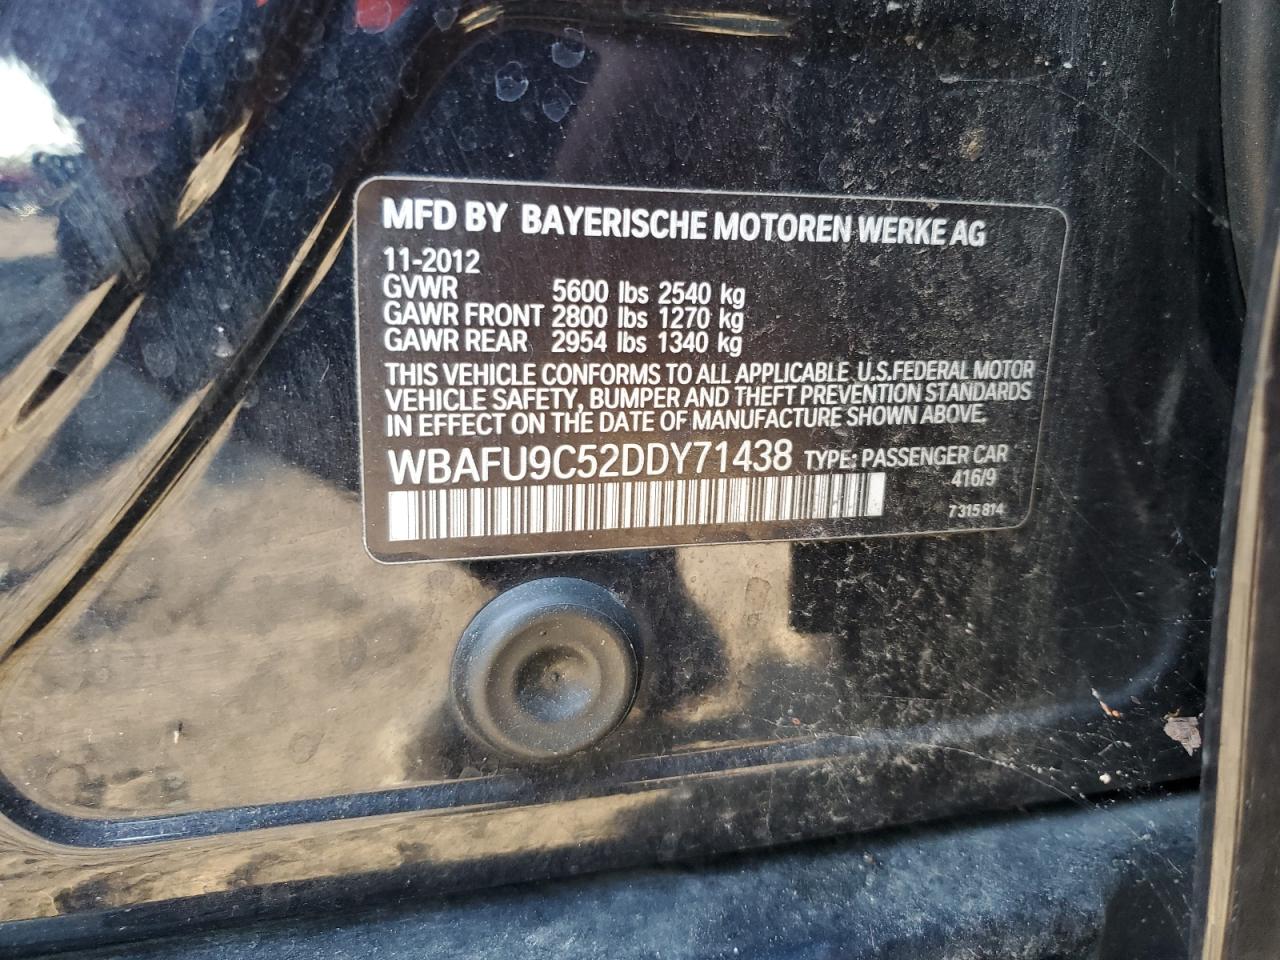 MFD BY BAYERISCHE MOTOREN WERKE AG
11-2012
GVWR 5600 lbs 2540 kg
GAWR FRONT 2800 lbs 1270 kg
GAWR REAR 2954 lbs 1340 kg
THIS VEHICLE CONFORMS TO ALL APPLICABLE U.S.FEDERAL MOTOR
VEHICLE SAFETY, BUMPER AND THEFT PREVENTION STANDARDS
IN EFFECT ON THE DATE OF MANUFACTURE SHOWN ABOVE.
WBAFU9C52DDY71438 TYPE: PASSENGER CAR
416/9
7 315 814